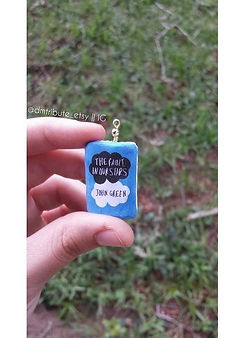 @dmtribute_etsy || IG
THE FAULT
IN OUR STARS
JOHN GREEN